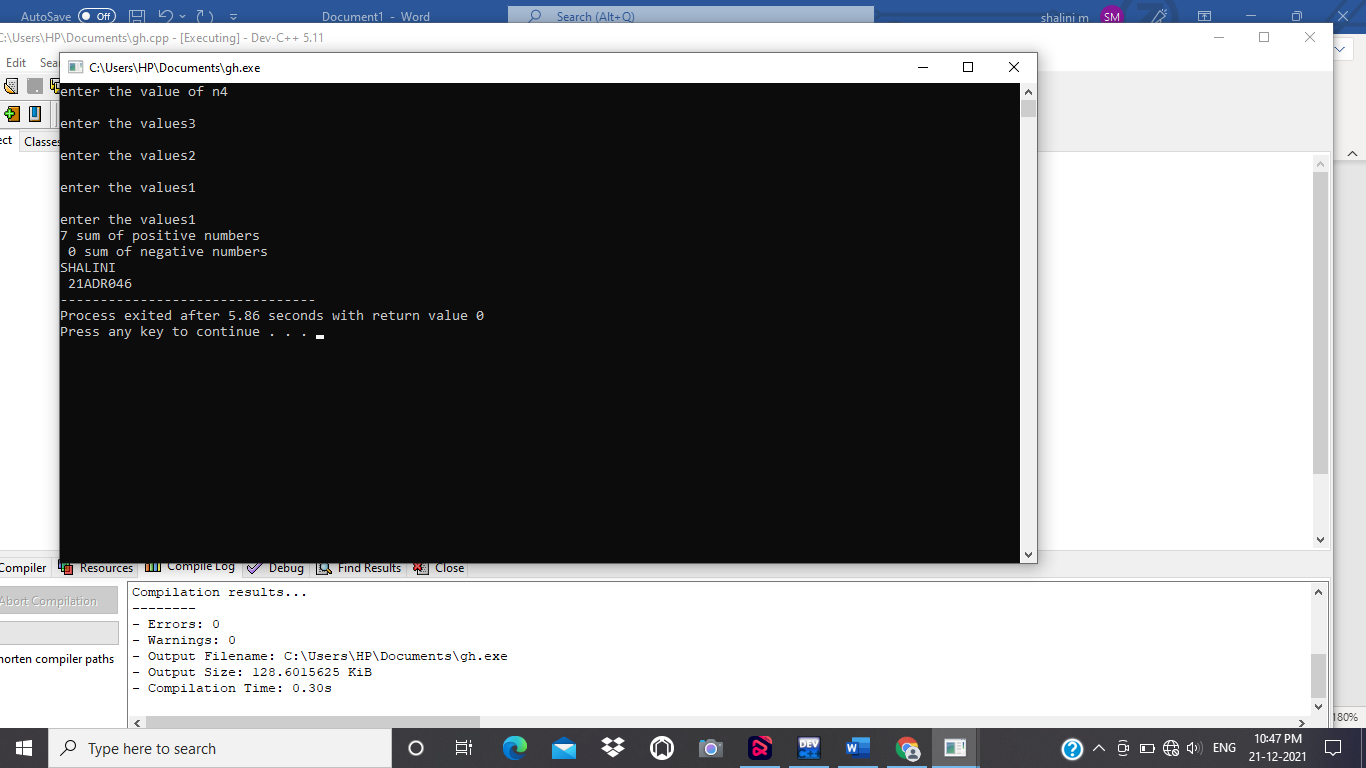 AutoSave Off Document1 - Word Search (Alt+Q) shalini m SM
C:\Users\HP\Documents\gh.cpp - [Executing] - Dev-C++ 5.11
Edit
C:\Users\HP\Documents\gh.exe
Classes
enter the value of n4
enter the values3
enter the values2
enter the values1
enter the values1
7 sum of positive numbers
0 sum of negative numbers
SHALINI
21ADR046
--------------------------------
Process exited after 5.86 seconds with return value 0
Press any key to continue . . .
Compiler Resources Compile Log Debug Find Results Close
Abort Compilation
horten compiler paths
Compilation results...
--------
- Errors: 0
- Warnings: 0
- Output Filename: C:\Users\HP\Documents\gh.exe
- Output Size: 128.6015625 KiB
- Compilation Time: 0.30s
180%
Type here to search
DEV
ENG
10:47 PM
21-12-2021